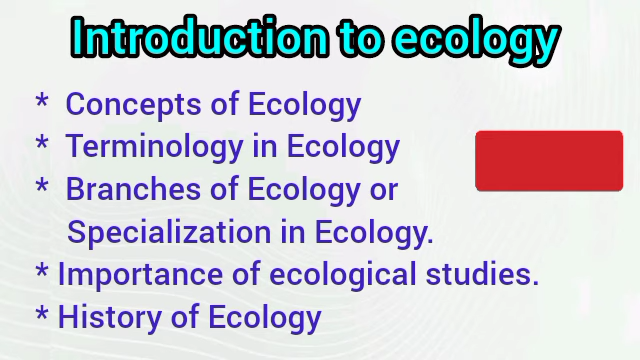 Introduction to ecology
* Concepts of Ecology
* Terminology in Ecology
* Branches of Ecology or
Specialization in Ecology.
* Importance of ecological studies.
* History of Ecology